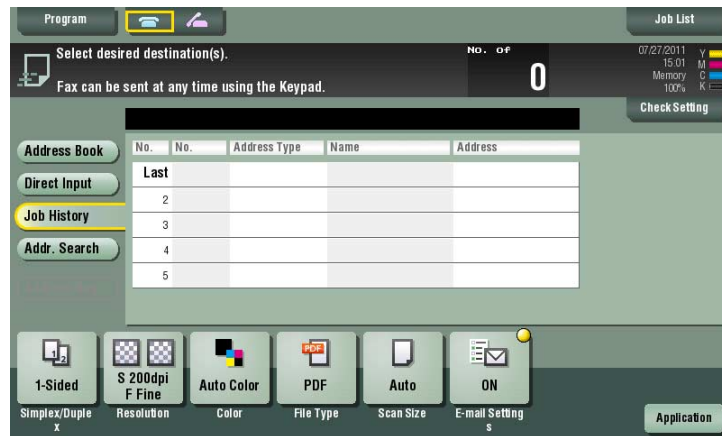 Program
Job List
Select desired destination(s).
Fax can be sent at any time using the Keypad.
No. of
0
07/27/2011
15:01
Memory
100%
Y
M
C
K
Check Setting
Address Book
Direct Input
Job History
Addr. Search
No. No. Address Type Name Address
Last
2
3
4
5
1-Sided
S 200dpi
F Fine
Auto Color
PDF
PDF
Auto
ON
Simplex/Duple
x
Resolution
Color
File Type
Scan Size
E-mail Setting
s
Application